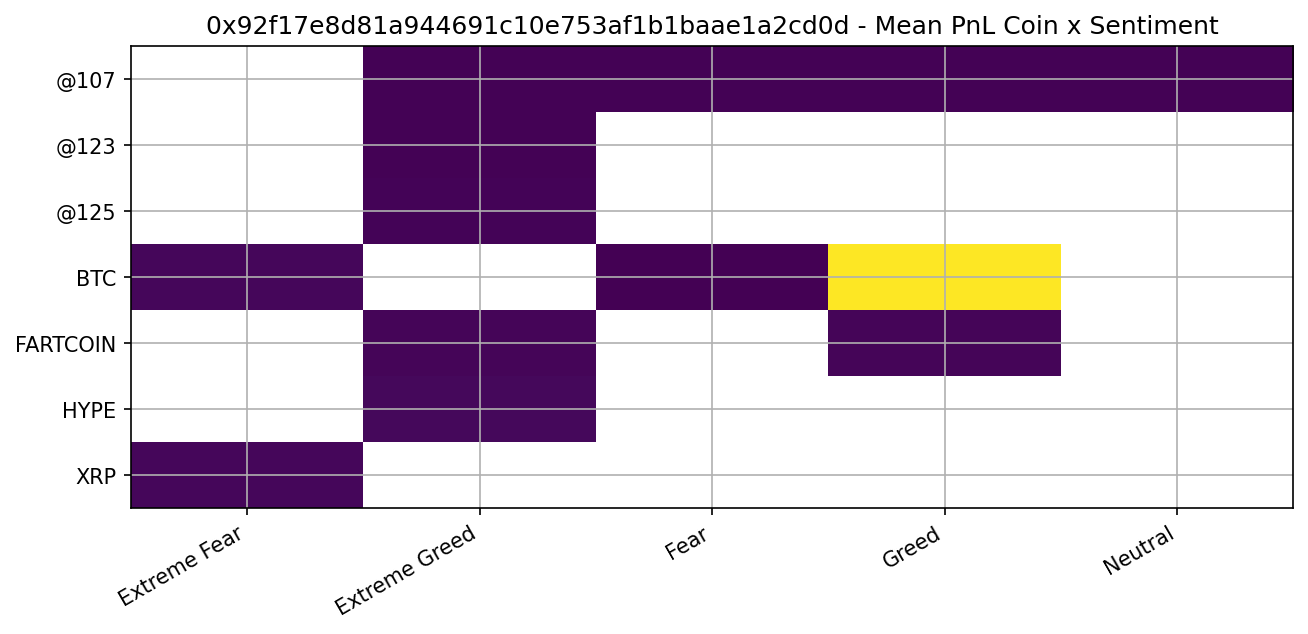 0x92f17e8d81a944691c10e753af1b1baae1a2cd0d - Mean PnL Coin x Sentiment
@107
@123
@125
BTC
FARTCOIN
HYPE
XRP
Extreme Fear
Extreme Greed
Fear
Greed
Neutral